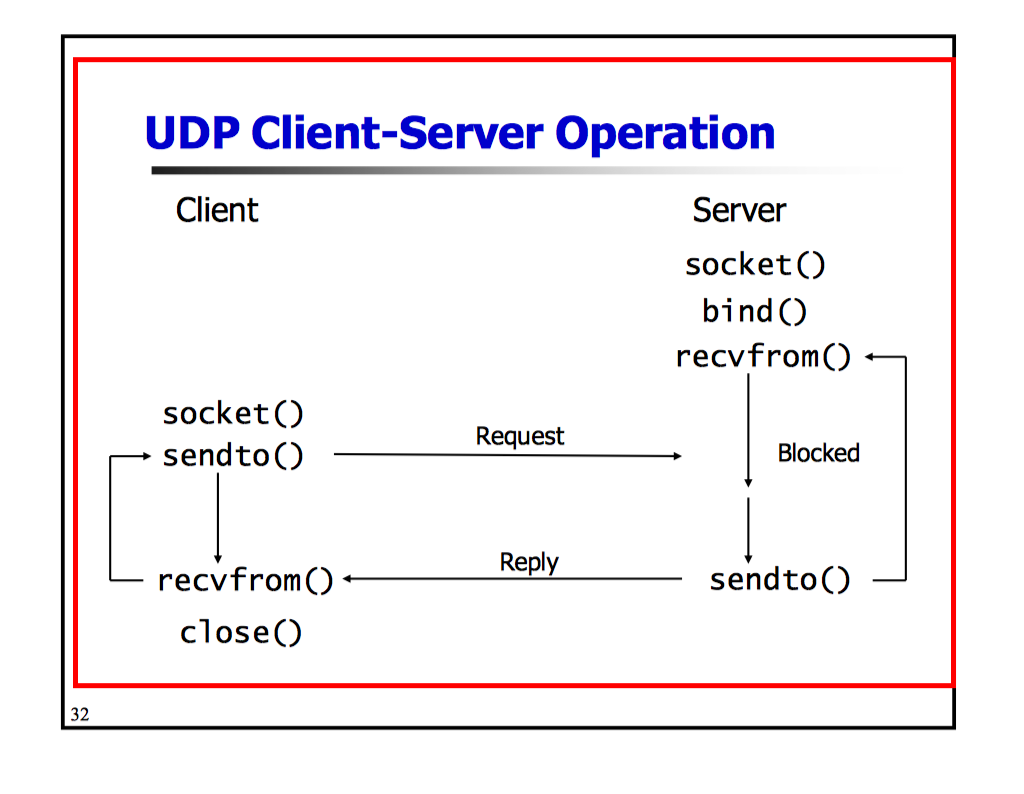 UDP Client-Server Operation
Client
Server
socket()
bind()
recvfrom()
socket()
sendto()
Request
Blocked
Reply
recvfrom()
sendto()
close()
32